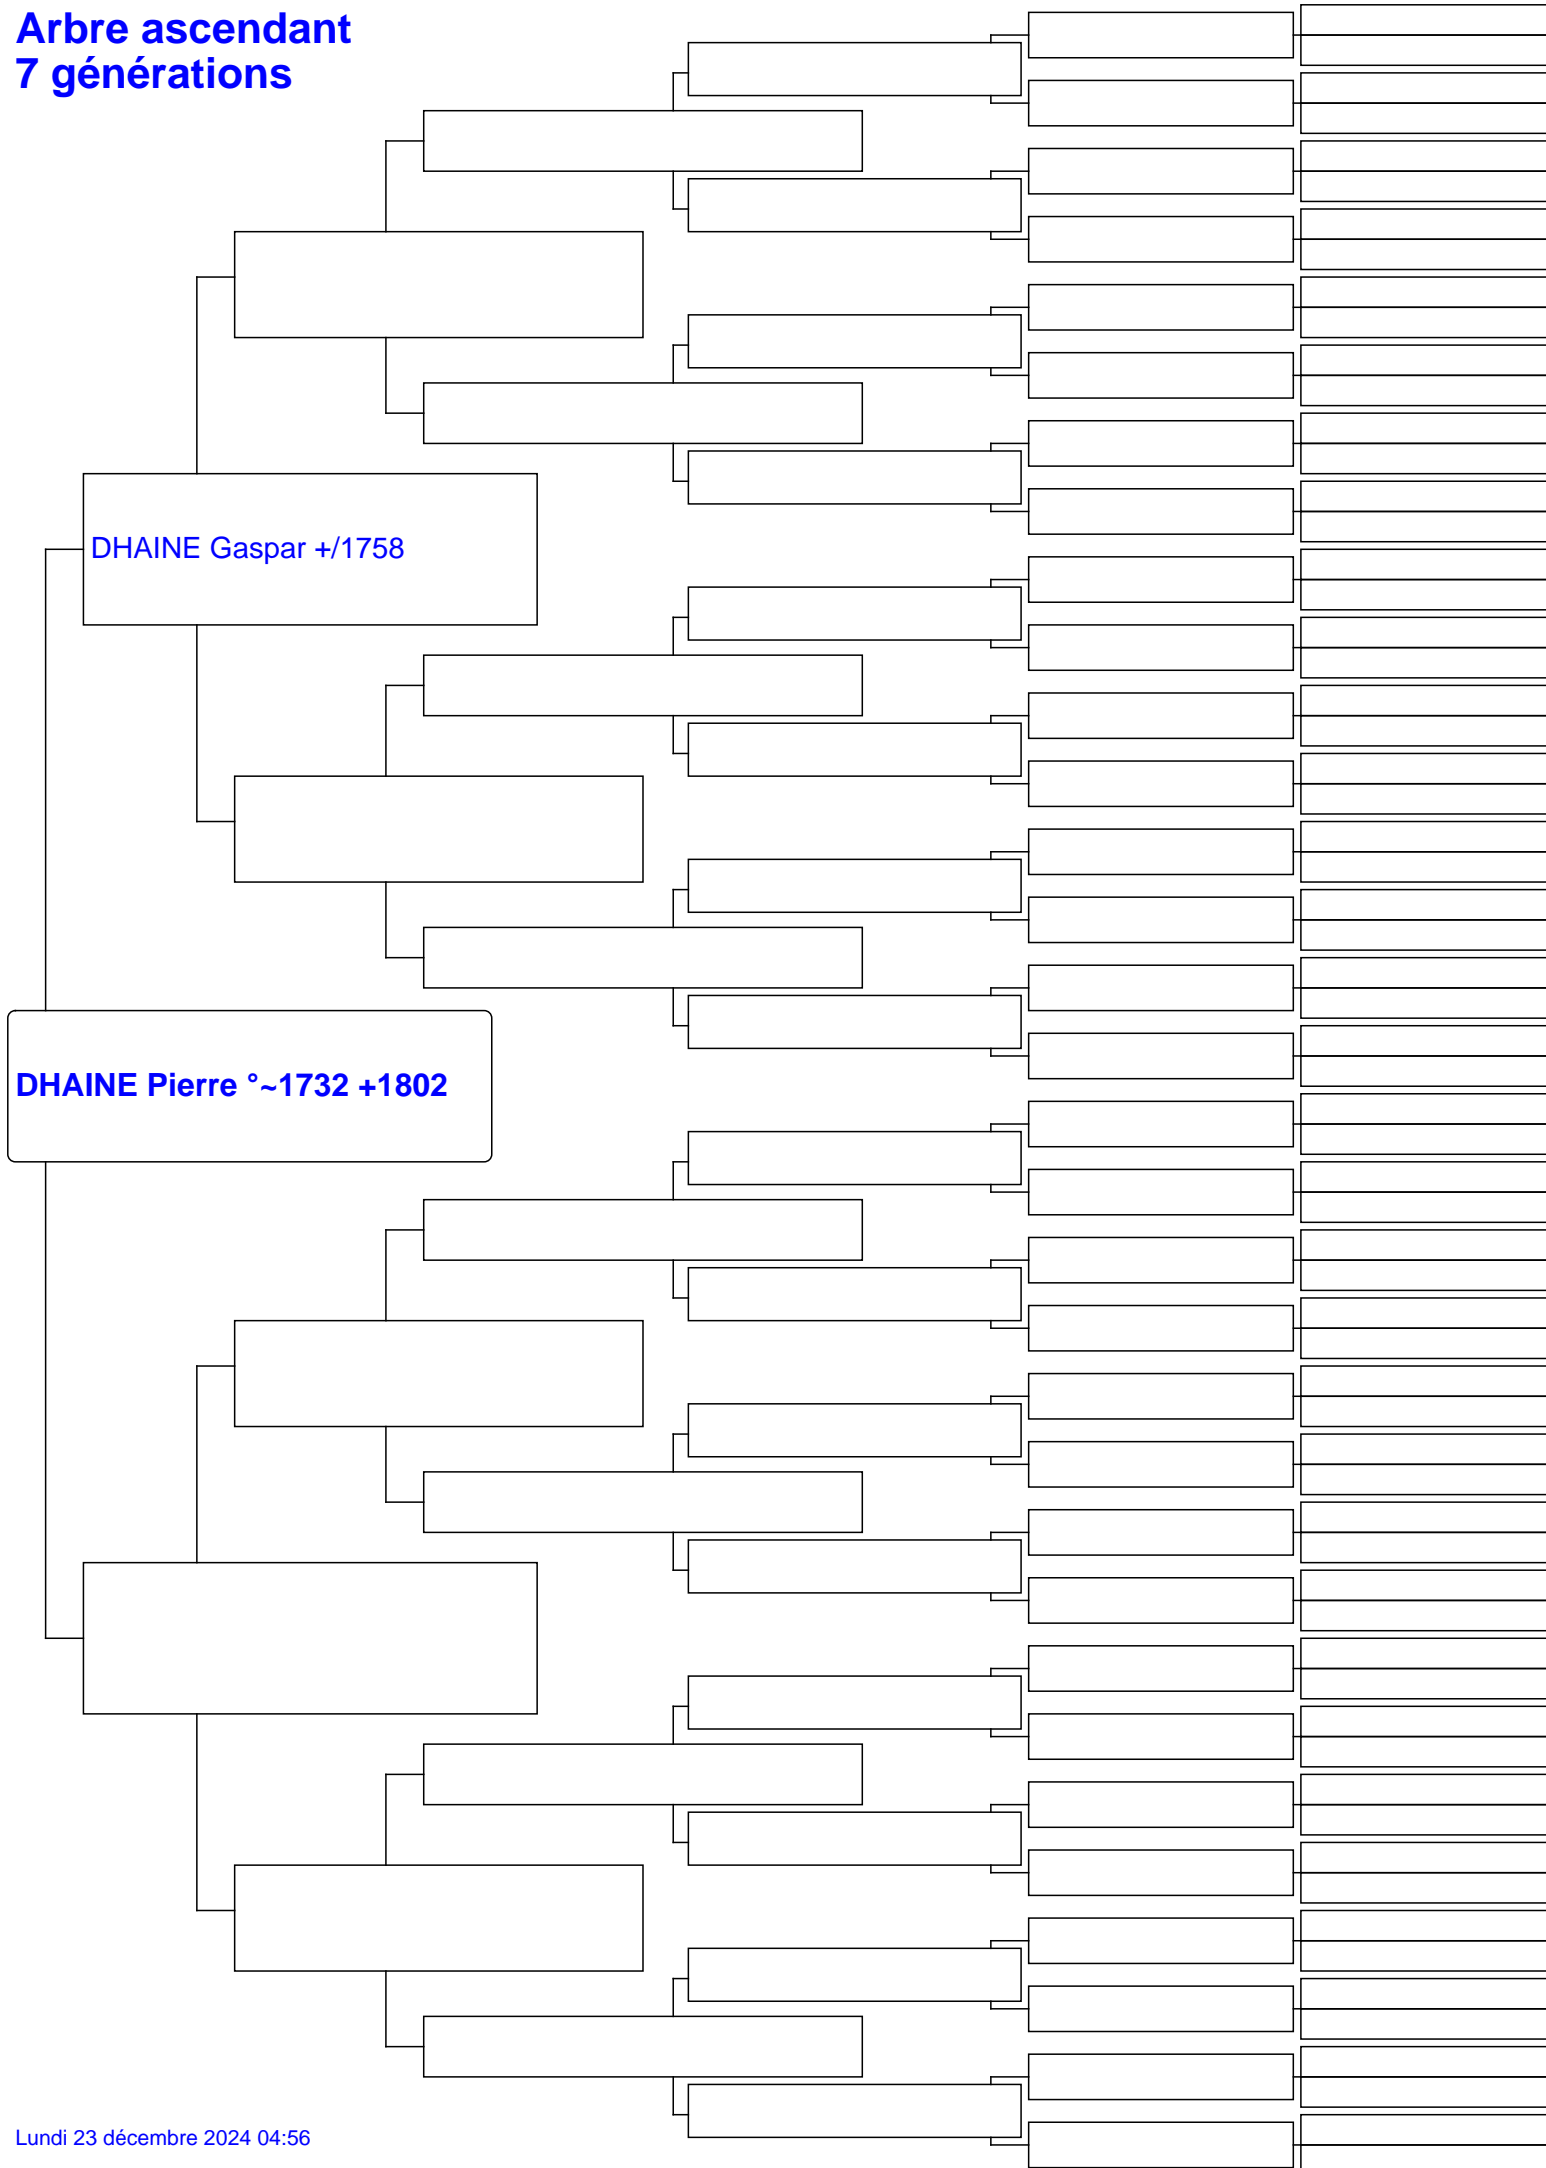 Arbre ascendant
7 générations
DHAINE Gaspar +/1758
DHAINE Pierre °~1732 +1802
Lundi 23 décembre 2024 04:56